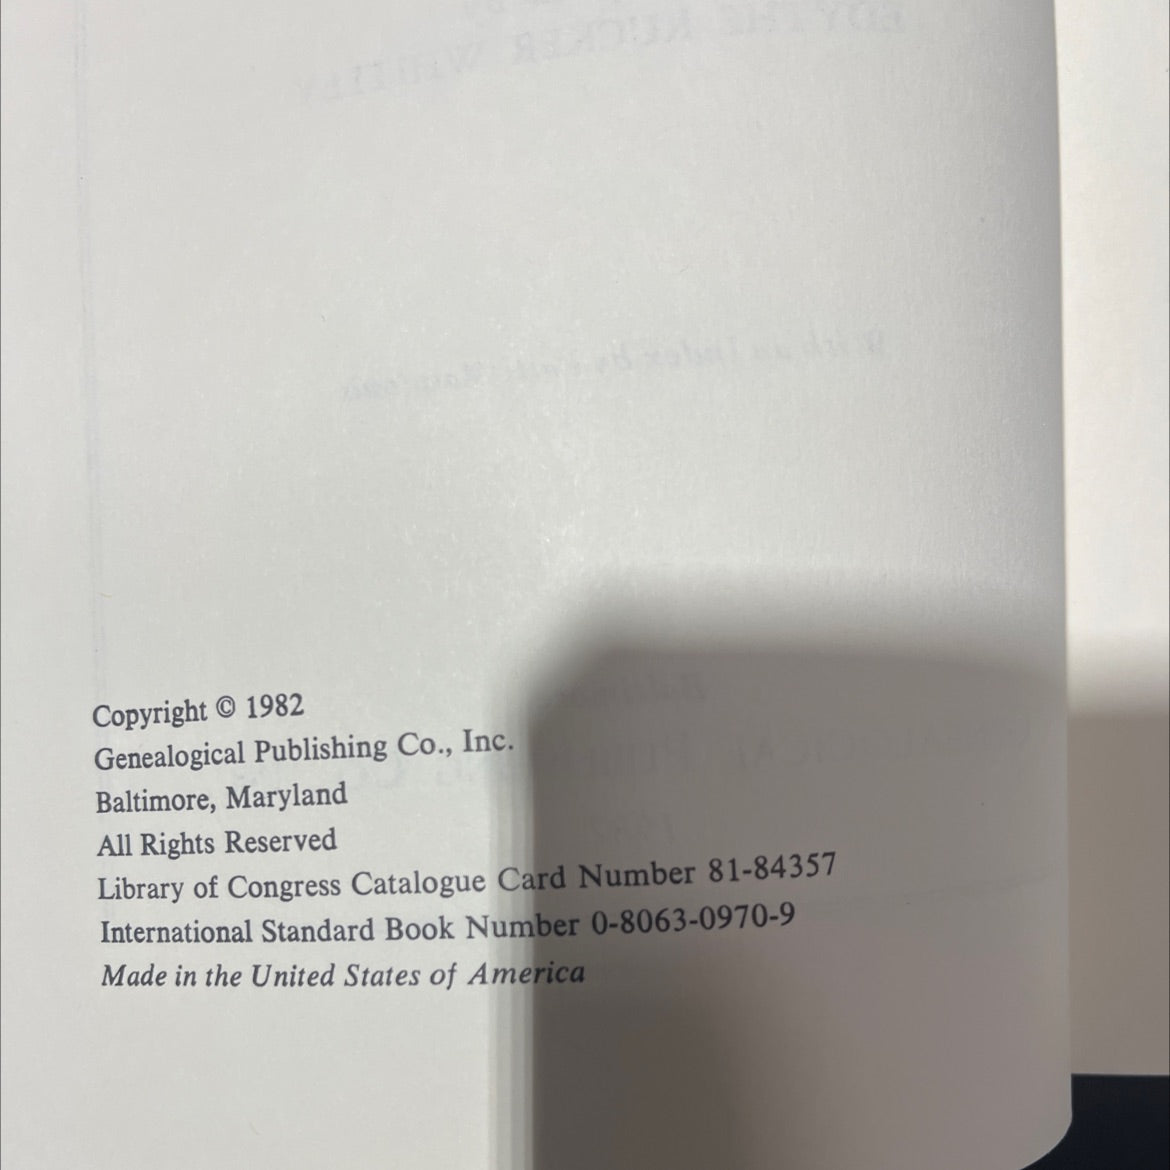 Copyright © 1982
Genealogical Publishing Co., Inc.
Baltimore, Maryland
All Rights Reserved
Library of Congress Catalogue Card Number 81-84357
International Standard Book Number 0-8063-0970-9
Made in the United States of America